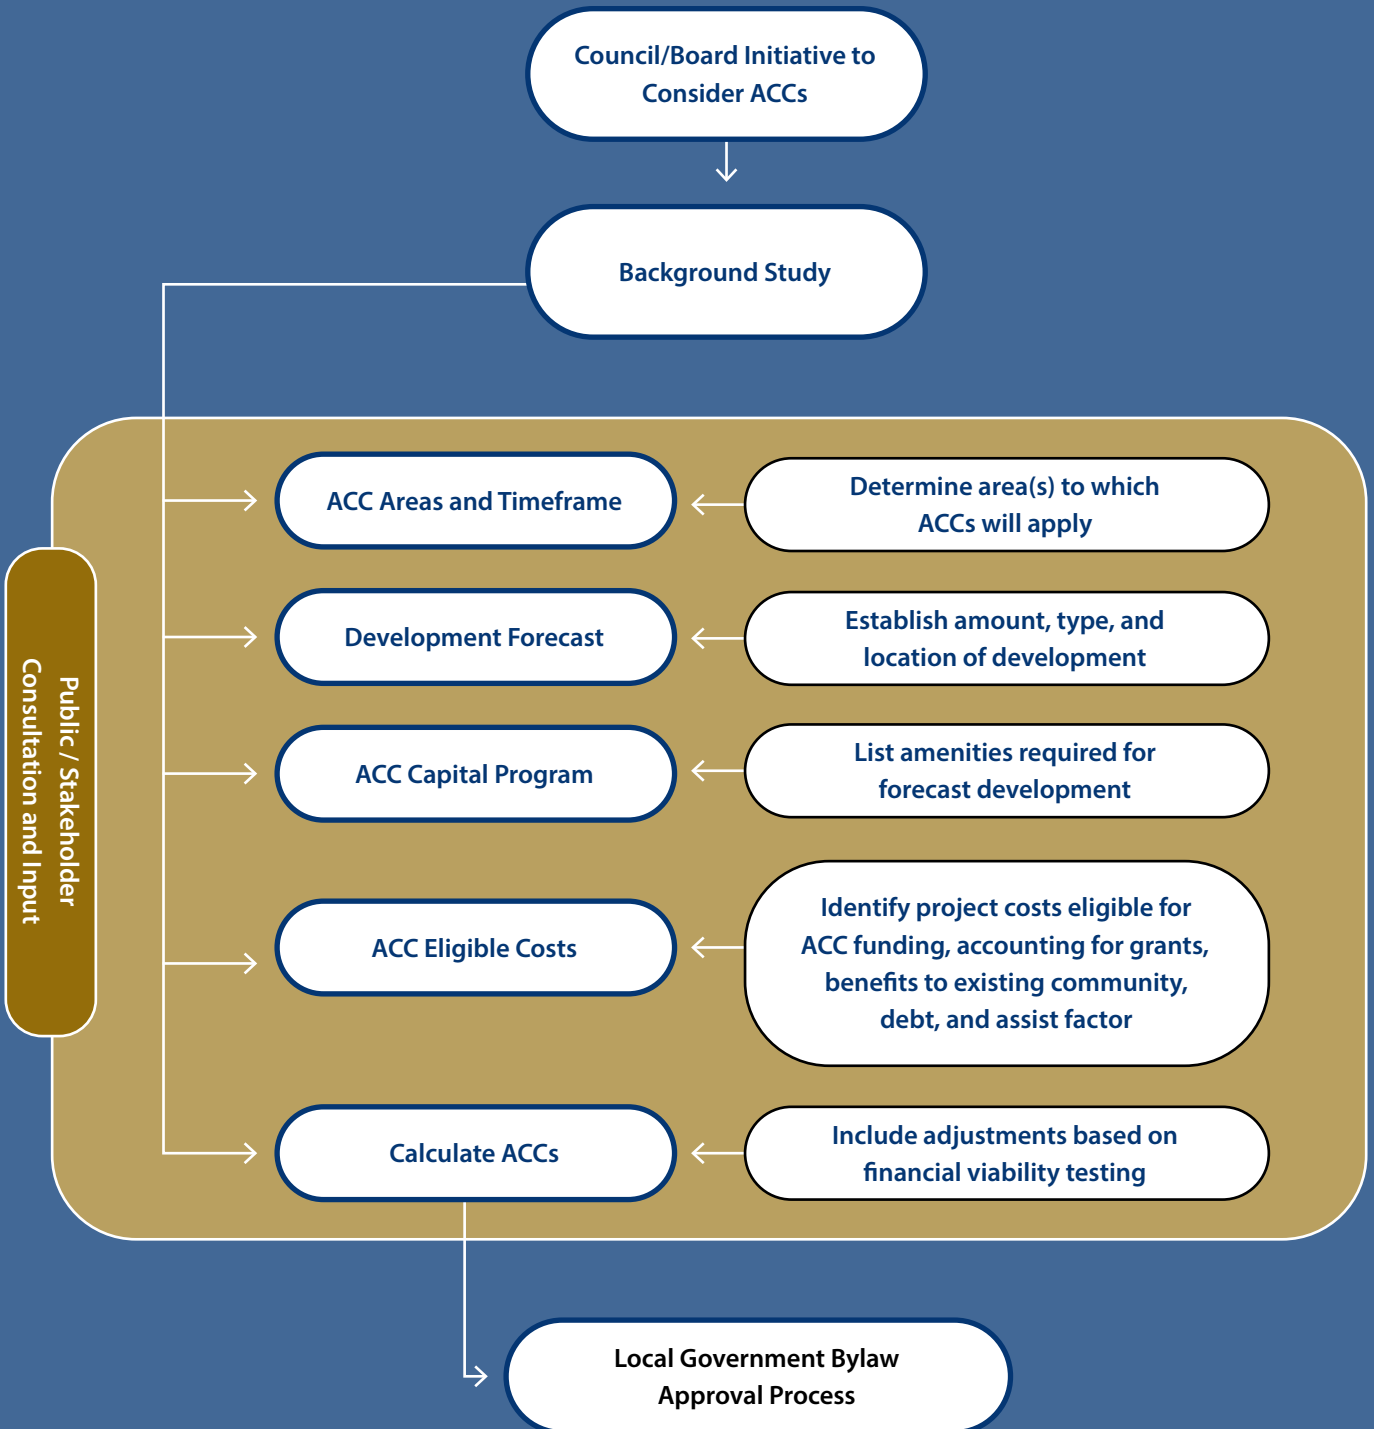 Council/Board Initiative to
Consider ACCs
Background Study
Public / Stakeholder
Consultation and Input
ACC Areas and Timeframe
Determine area(s) to which
ACCs will apply
Development Forecast
Establish amount, type, and
location of development
ACC Capital Program
List amenities required for
forecast development
ACC Eligible Costs
Identify project costs eligible for
ACC funding, accounting for grants,
benefits to existing community,
debt, and assist factor
Calculate ACCs
Include adjustments based on
financial viability testing
Local Government Bylaw
Approval Process